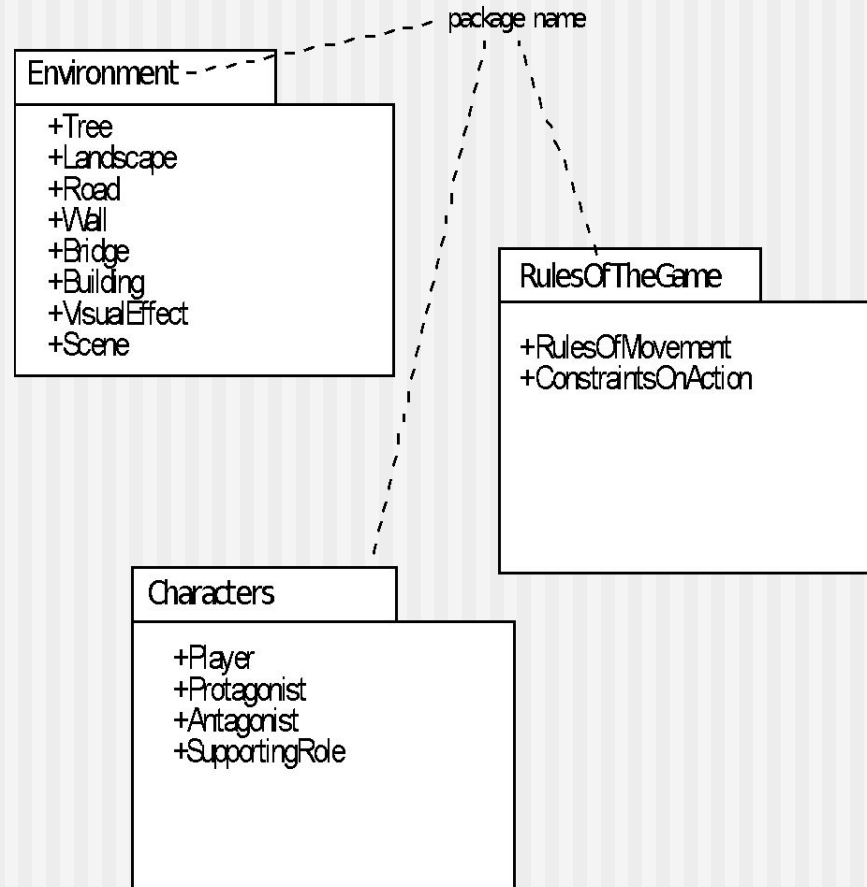 package name
Environment
+Tree
+Landscape
+Road
+Wall
+Bridge
+Building
+VisualEffect
+Scene
RulesOfTheGame
+RulesOfMovement
+ConstraintsOnAction
Characters
+Player
+Protagonist
+Antagonist
+SupportingRole